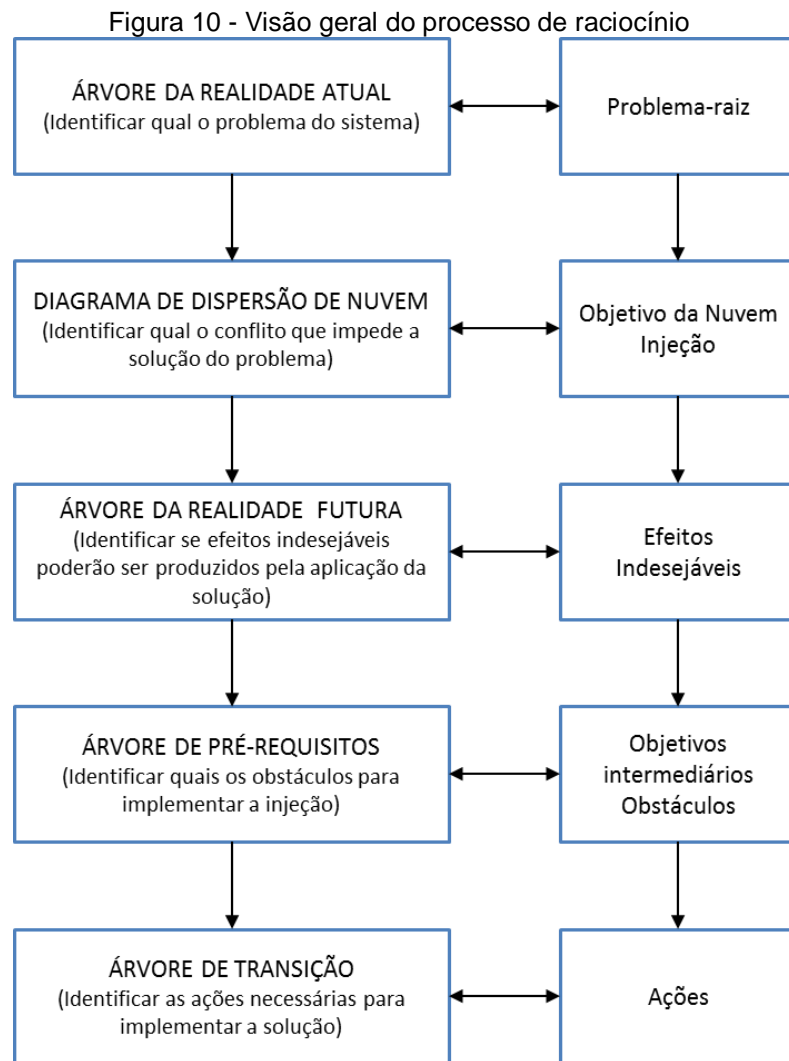 Figura 10 - Visão geral do processo de raciocínio
ÁRVORE DA REALIDADE ATUAL
(Identificar qual o problema do sistema)
Problema-raiz
DIAGRAMA DE DISPERSÃO DE NUVEM
(Identificar qual o conflito que impede a
solução do problema)
Objetivo da Nuvem
Injeção
ÁRVORE DA REALIDADE FUTURA
(Identificar se efeitos indesejáveis
poderão ser produzidos pela aplicação da
solução)
Efeitos
Indesejáveis
ÁRVORE DE PRÉ-REQUISITOS
(Identificar quais os obstáculos para
implementar a injeção)
Objetivos
intermediários
Obstáculos
ÁRVORE DE TRANSIÇÃO
(Identificar as ações necessárias para
implementar a solução)
Ações